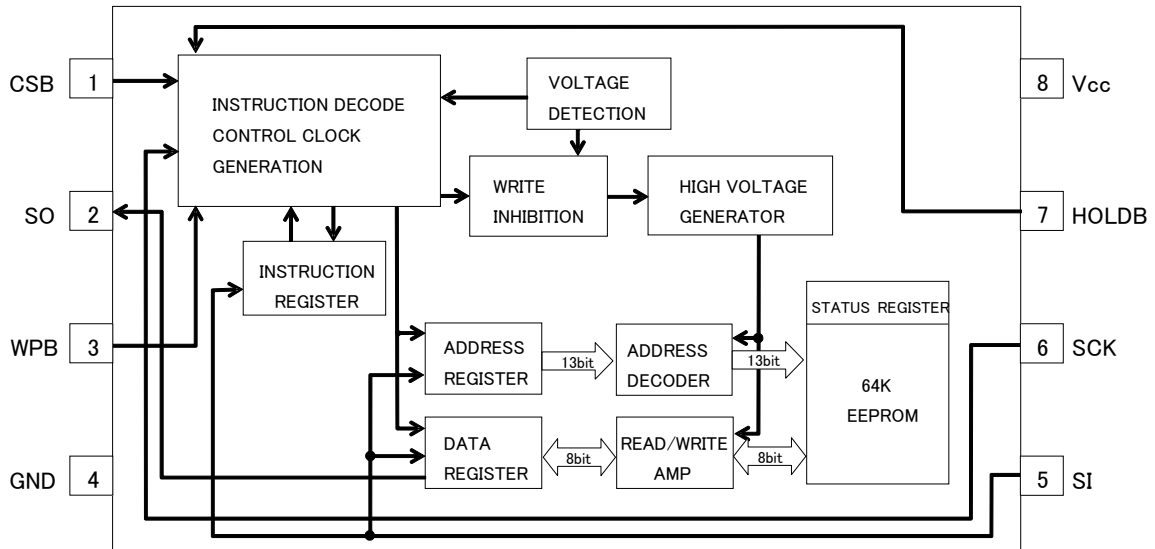 CSB
1
INSTRUCTION DECODE
CONTROL CLOCK
GENERATION
VOLTAGE
DETECTION
8
Vcc
SO
2
WRITE
INHIBITION
HIGH VOLTAGE
GENERATOR
7
HOLDB
INSTRUCTION
REGISTER
STATUS REGISTER
WPB
3
ADDRESS
REGISTER
13bit
ADDRESS
DECODER
13bit
64K
EEPROM
6
SCK
GND
4
DATA
REGISTER
8bit
READ/WRITE
AMP
8bit
5
SI